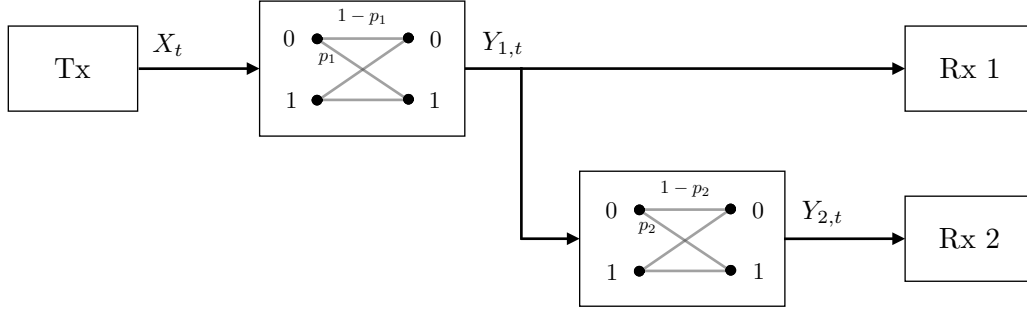 Tx
X_t
1 − p_1
0 0
p_1
1 1
Y_{1,t}
Rx 1
1 − p_2
0 0
p_2
1 1
Y_{2,t}
Rx 2